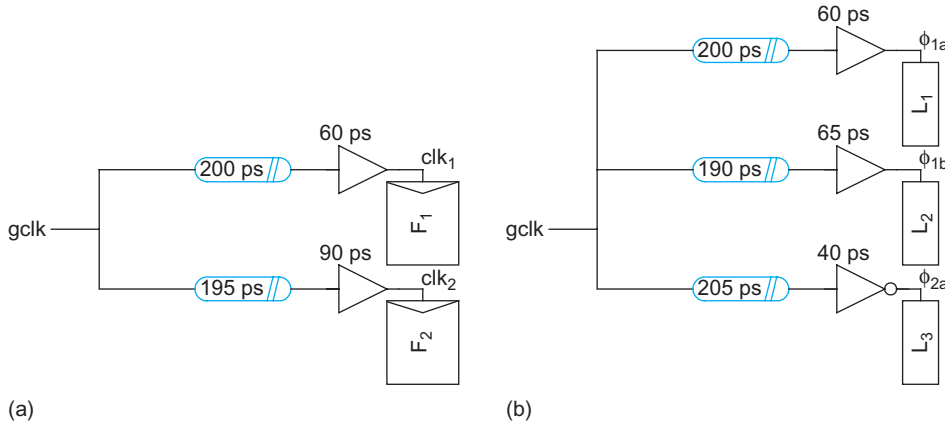 60 ps
200 ps
clk₁
F₁
gclk
90 ps
195 ps
clk₂
F₂
(a)
60 ps
200 ps
ϕ₁ₐ
L₁
65 ps
190 ps
ϕ₁b
L₂
gclk
40 ps
205 ps
ϕ₂ₐ
L₃
(b)